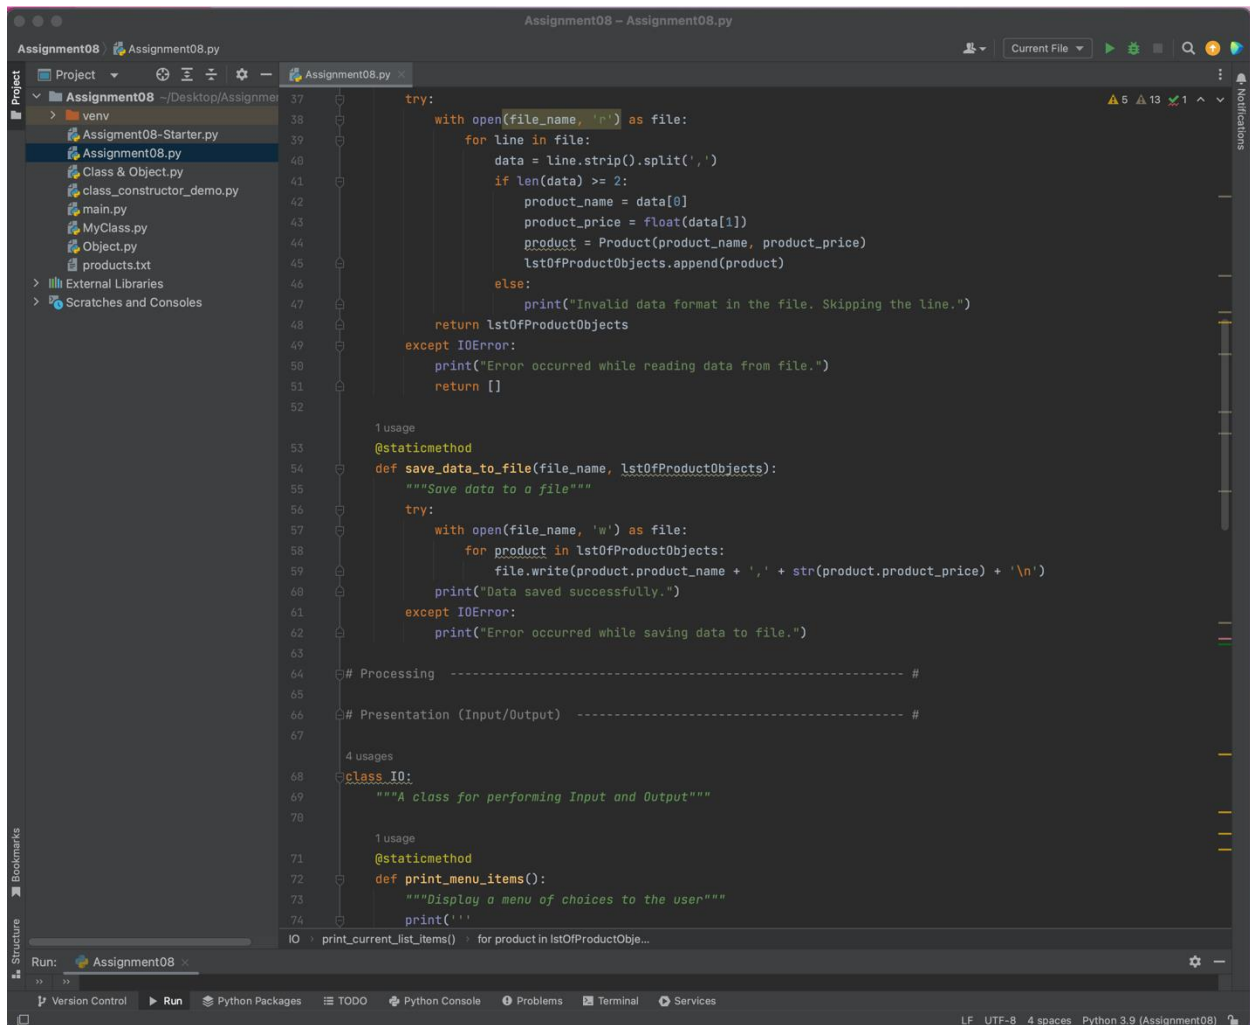 Assignment08 – Assignment08.py
Assignment08 Assignment08.py Current File
Project Assignment08.py
Project
Notifications
Assignment08 ~/Desktop/Assignmen
venv
Assigment08-Starter.py
Assignment08.py
Class & Object.py
class_constructor_demo.py
main.py
MyClass.py
Object.py
products.txt
External Libraries
Scratches and Consoles
5 13 1
37 try:
38 with open(file_name, 'r') as file:
39 for line in file:
40 data = line.strip().split(',')
41 if len(data) >= 2:
42 product_name = data[0]
43 product_price = float(data[1])
44 product = Product(product_name, product_price)
45 lstOfProductObjects.append(product)
46 else:
47 print("Invalid data format in the file. Skipping the line.")
48 return lstOfProductObjects
49 except IOError:
50 print("Error occurred while reading data from file.")
51 return []
52
1 usage
53 @staticmethod
54 def save_data_to_file(file_name, lstOfProductObjects):
55 """Save data to a file"""
56 try:
57 with open(file_name, 'w') as file:
58 for product in lstOfProductObjects:
59 file.write(product.product_name + ',' + str(product.product_price) + '\n')
60 print("Data saved successfully.")
61 except IOError:
62 print("Error occurred while saving data to file.")
63
64 # Processing ------------------------------------------------------------- #
65
66 # Presentation (Input/Output) -------------------------------------------- #
67
4 usages
68 class IO:
69 """A class for performing Input and Output"""
70
1 usage
71 @staticmethod
72 def print_menu_items():
73 """Display a menu of choices to the user"""
74 print('''
Bookmarks
Structure
IO › print_current_list_items() › for product in lstOfProductObje...
Run: Assignment08
Version Control Run Python Packages TODO Python Console Problems Terminal Services
LF UTF-8 4 spaces Python 3.9 (Assignment08)